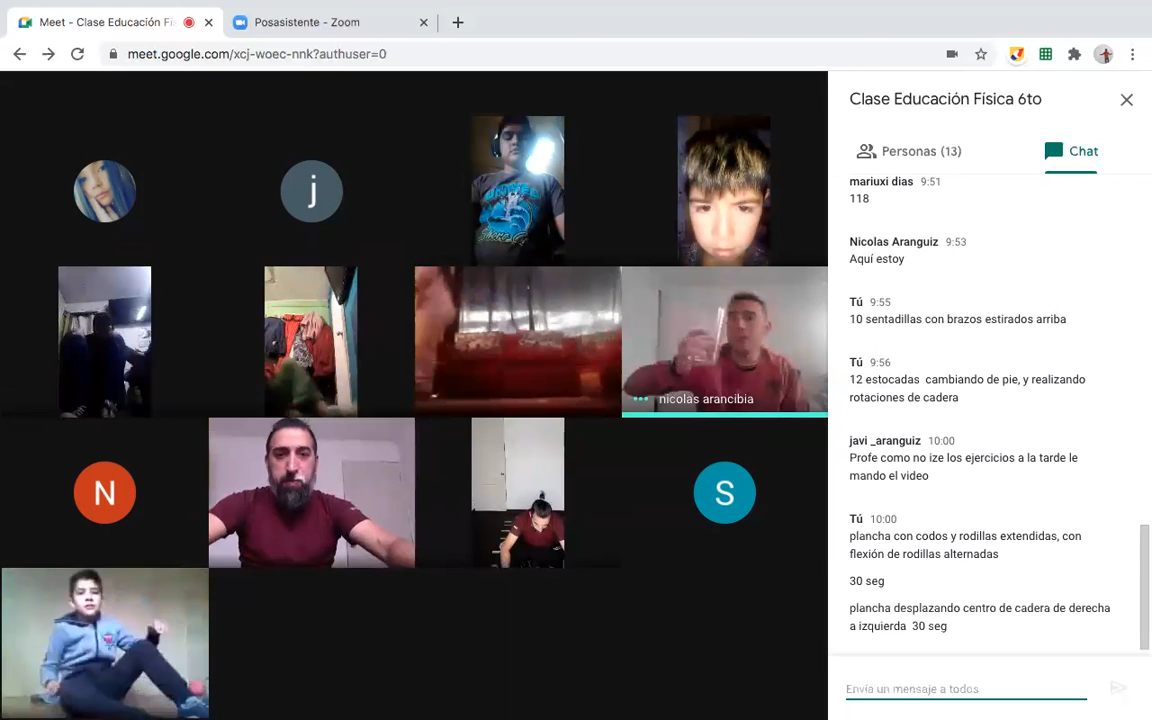 Meet - Clase Educación Fí
Posasistente - Zoom
meet.google.com/xcj-woec-nnk?authuser=0
Clase Educación Física 6to
Personas (13)
Chat
mariuxi dias 9:51
118
Nicolas Aranguiz 9:53
Aquí estoy
Tú 9:55
10 sentadillas con brazos estirados arriba
Tú 9:56
12 estocadas cambiando de pie, y realizando
rotaciones de cadera
javi _aranguiz 10:00
Profe como no ize los ejercicios a la tarde le
mando el video
Tú 10:00
plancha con codos y rodillas extendidas, con
flexión de rodillas alternadas
30 seg
plancha desplazando centro de cadera de derecha
a izquierda 30 seg
Envía un mensaje a todos
j
nicolas arancibia
N
S